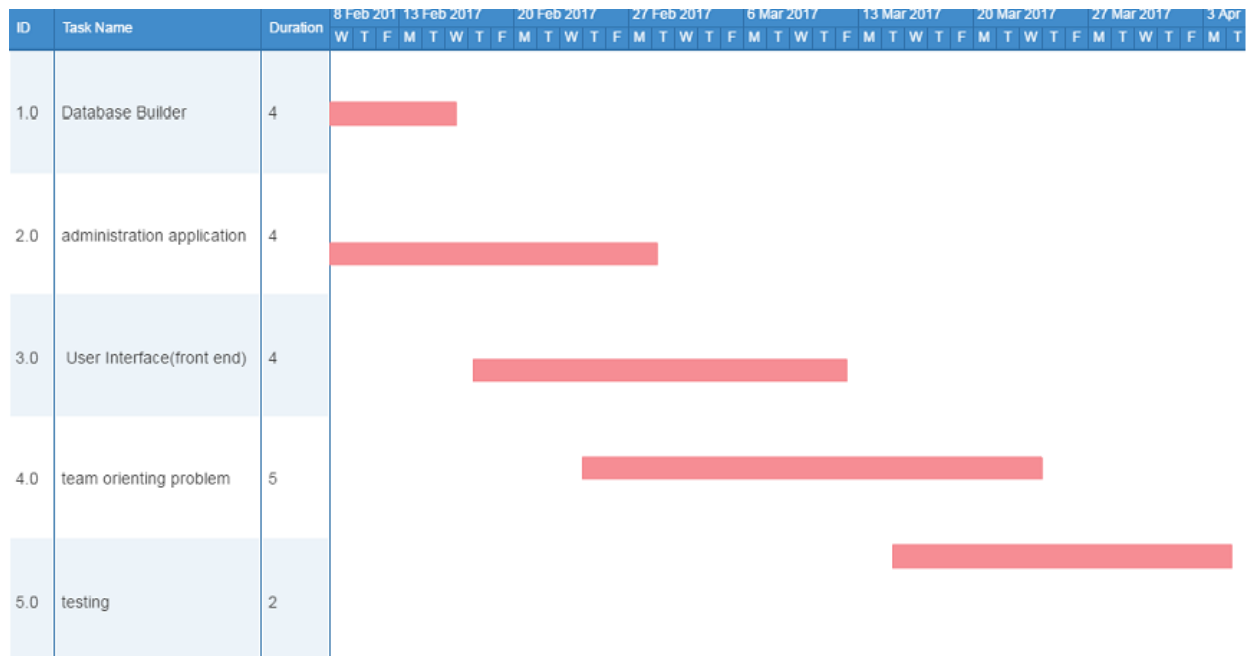 ID Task Name Duration 8 Feb 201 13 Feb 2017 20 Feb 2017 27 Feb 2017 6 Mar 2017 13 Mar 2017 20 Mar 2017 27 Mar 2017 3 Apr
W T F M T W T F M T W T F M T W T F M T W T F M T W T F M T W T F M T W T F M T
1.0 Database Builder 4
2.0 administration application 4
3.0 User Interface(front end) 4
4.0 team orienting problem 5
5.0 testing 2